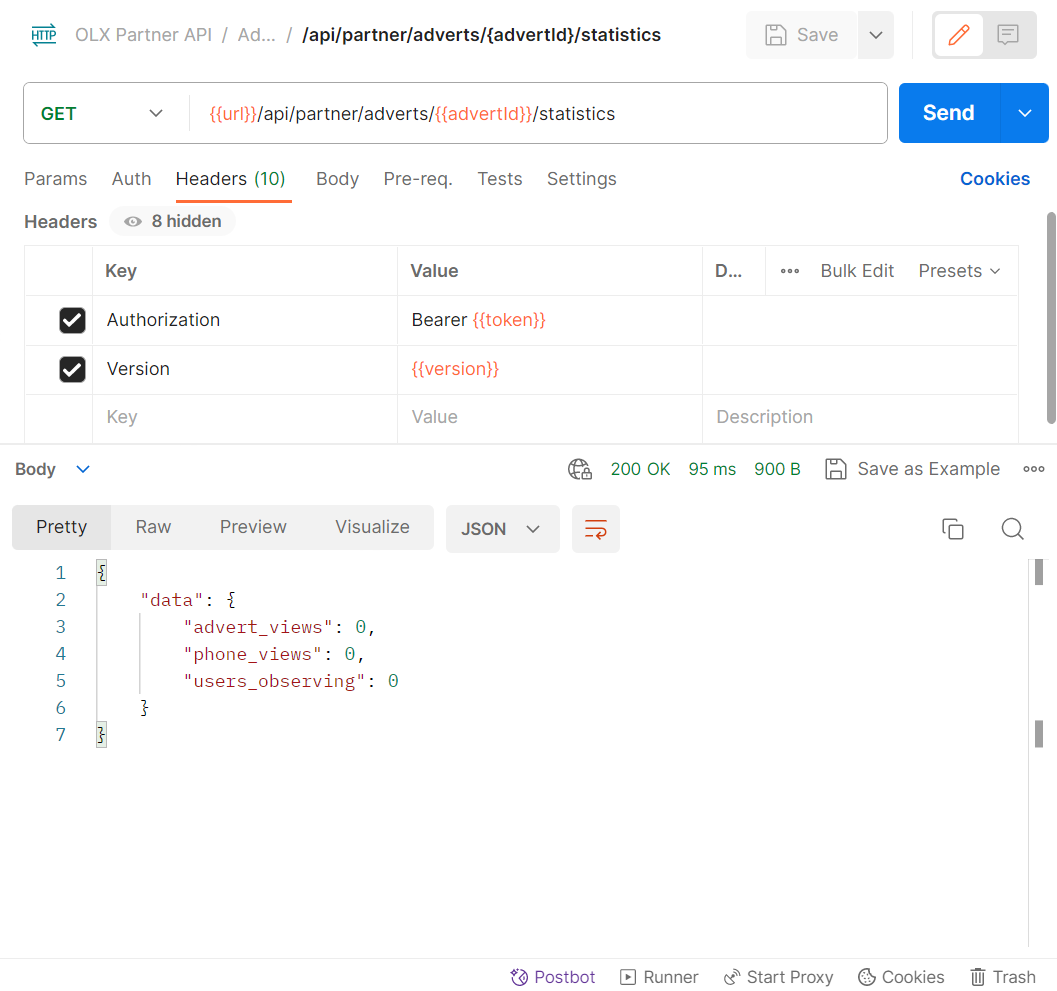 HTTP OLX Partner API / Ad... / /api/partner/adverts/{advertId}/statistics Save
GET {{url}}/api/partner/adverts/{{advertId}}/statistics Send
Params Auth Headers (10) Body Pre-req. Tests Settings Cookies
Headers 8 hidden
Key Value D... Bulk Edit Presets
Authorization Bearer {{token}}
Version {{version}}
Key Value Description
Body 200 OK 95 ms 900 B Save as Example
Pretty Raw Preview Visualize JSON
1 {
2 "data": {
3 "advert_views": 0,
4 "phone_views": 0,
5 "users_observing": 0
6 }
7 }
Postbot Runner Start Proxy Cookies Trash